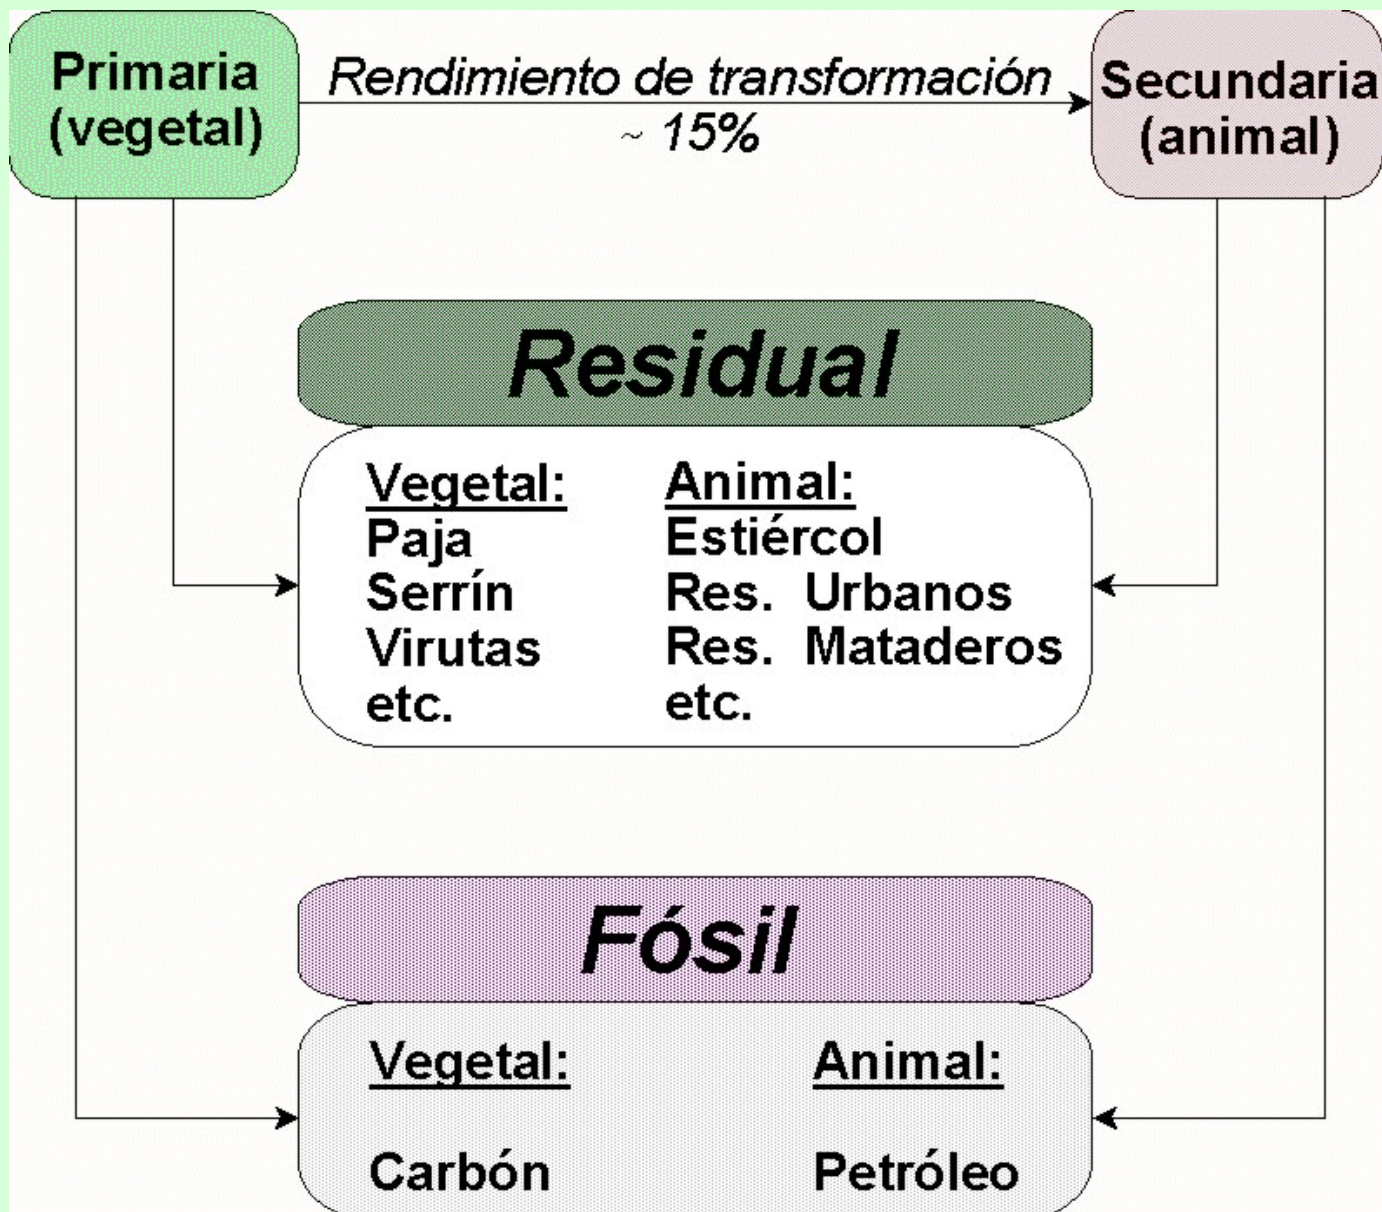 Primaria
(vegetal)
Rendimiento de transformación
~ 15%
Secundaria
(animal)
Residual
Vegetal:
Paja
Serrín
Virutas
etc.
Animal:
Estiércol
Res. Urbanos
Res. Mataderos
etc.
Fósil
Vegetal:
Carbón
Animal:
Petróleo